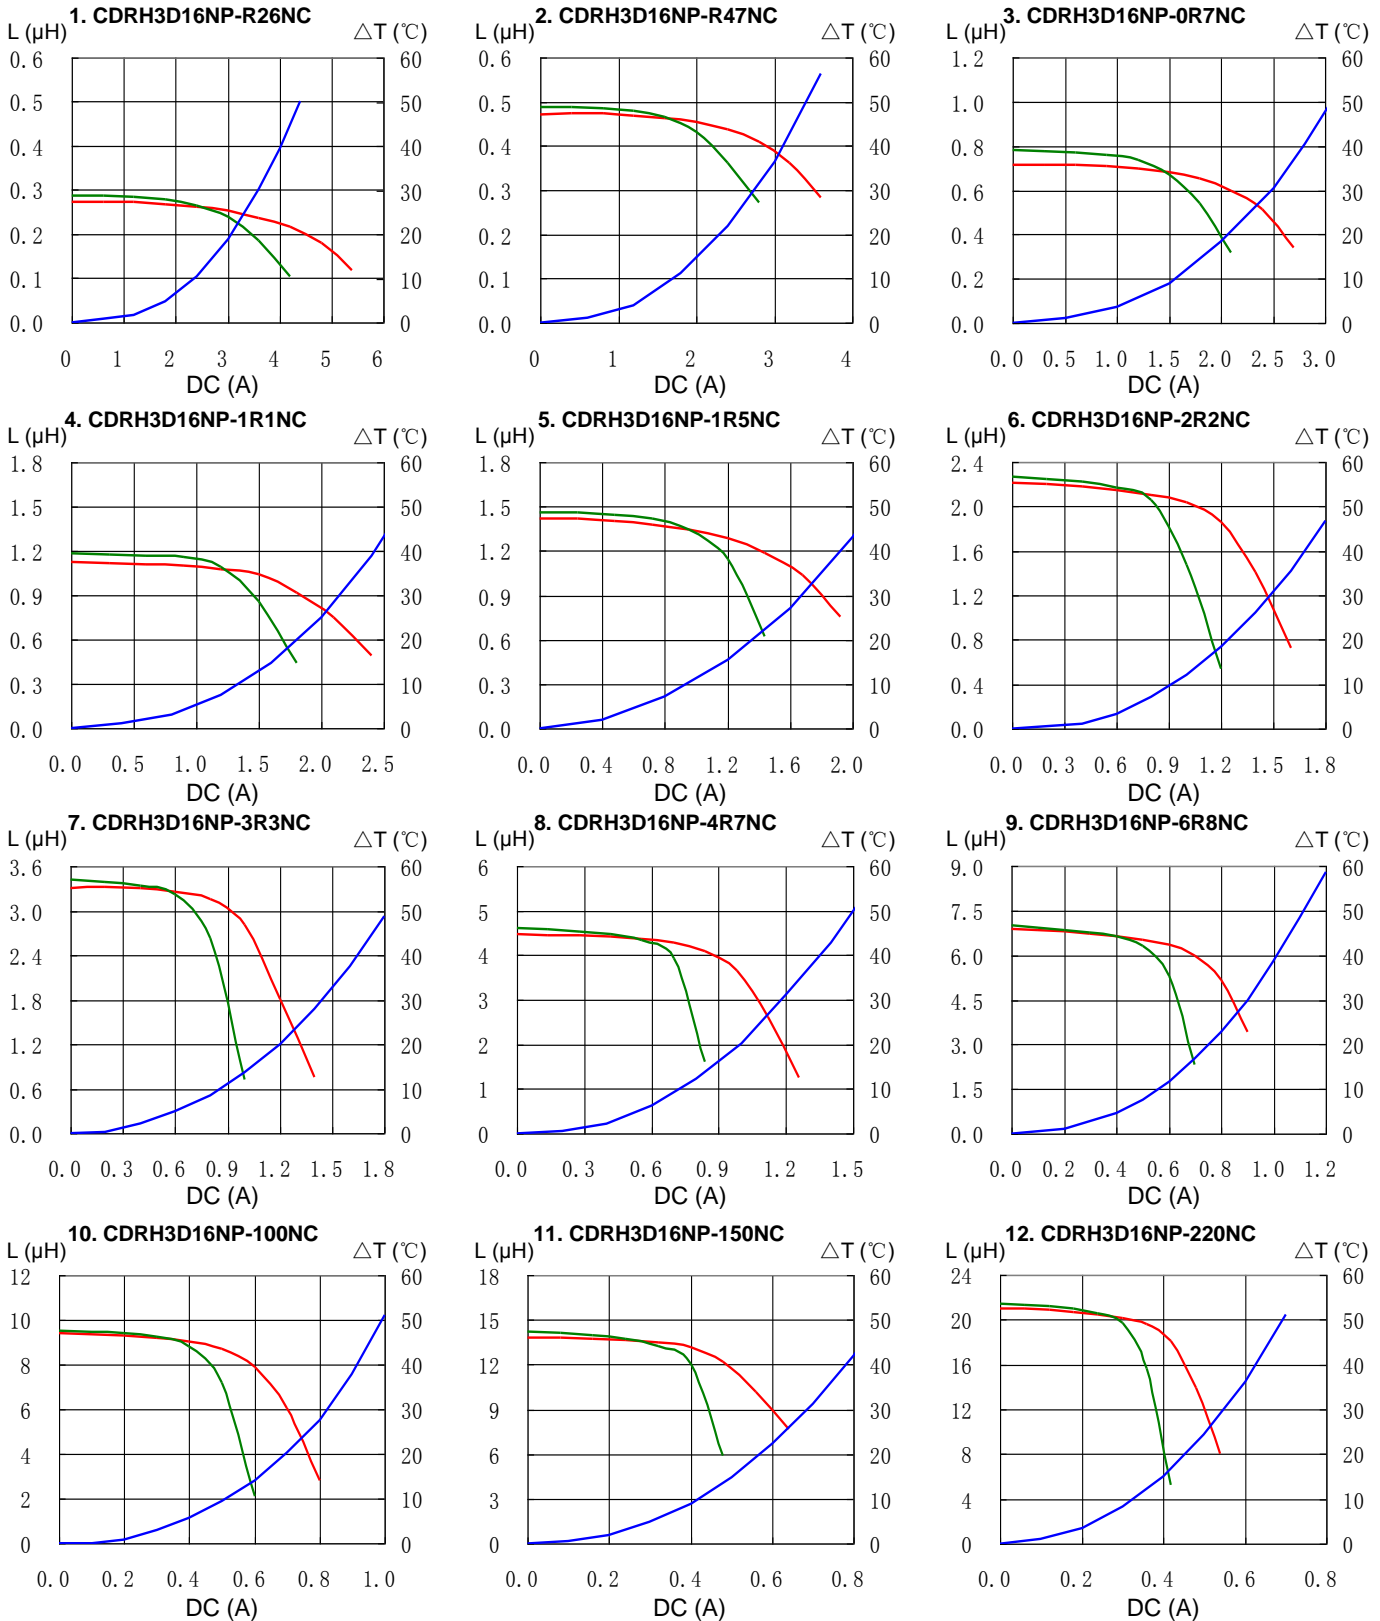 1. CDRH3D16NP-R26NC
L (μH) △T (℃)
0.6 60
0.5 50
0.4 40
0.3 30
0.2 20
0.1 10
0.0 0
0 1 2 3 4 5 6
DC (A)
2. CDRH3D16NP-R47NC
L (μH) △T (℃)
0.6 60
0.5 50
0.4 40
0.3 30
0.2 20
0.1 10
0.0 0
0 1 2 3 4
DC (A)
3. CDRH3D16NP-0R7NC
L (μH) △T (℃)
1.2 60
1.0 50
0.8 40
0.6 30
0.4 20
0.2 10
0.0 0
0.0 0.5 1.0 1.5 2.0 2.5 3.0
DC (A)
4. CDRH3D16NP-1R1NC
L (μH) △T (℃)
1.8 60
1.5 50
1.2 40
0.9 30
0.6 20
0.3 10
0.0 0
0.0 0.5 1.0 1.5 2.0 2.5
DC (A)
5. CDRH3D16NP-1R5NC
L (μH) △T (℃)
1.8 60
1.5 50
1.2 40
0.9 30
0.6 20
0.3 10
0.0 0
0.0 0.4 0.8 1.2 1.6 2.0
DC (A)
6. CDRH3D16NP-2R2NC
L (μH) △T (℃)
2.4 60
2.0 50
1.6 40
1.2 30
0.8 20
0.4 10
0.0 0
0.0 0.3 0.6 0.9 1.2 1.5 1.8
DC (A)
7. CDRH3D16NP-3R3NC
L (μH) △T (℃)
3.6 60
3.0 50
2.4 40
1.8 30
1.2 20
0.6 10
0.0 0
0.0 0.3 0.6 0.9 1.2 1.5 1.8
DC (A)
8. CDRH3D16NP-4R7NC
L (μH) △T (℃)
6 60
5 50
4 40
3 30
2 20
1 10
0 0
0.0 0.3 0.6 0.9 1.2 1.5
DC (A)
9. CDRH3D16NP-6R8NC
L (μH) △T (℃)
9.0 60
7.5 50
6.0 40
4.5 30
3.0 20
1.5 10
0.0 0
0.0 0.2 0.4 0.6 0.8 1.0 1.2
DC (A)
10. CDRH3D16NP-100NC
L (μH) △T (℃)
12 60
10 50
8 40
6 30
4 20
2 10
0 0
0.0 0.2 0.4 0.6 0.8 1.0
DC (A)
11. CDRH3D16NP-150NC
L (μH) △T (℃)
18 60
15 50
12 40
9 30
6 20
3 10
0 0
0.0 0.2 0.4 0.6 0.8
DC (A)
12. CDRH3D16NP-220NC
L (μH) △T (℃)
24 60
20 50
16 40
12 30
8 20
4 10
0 0
0.0 0.2 0.4 0.6 0.8
DC (A)